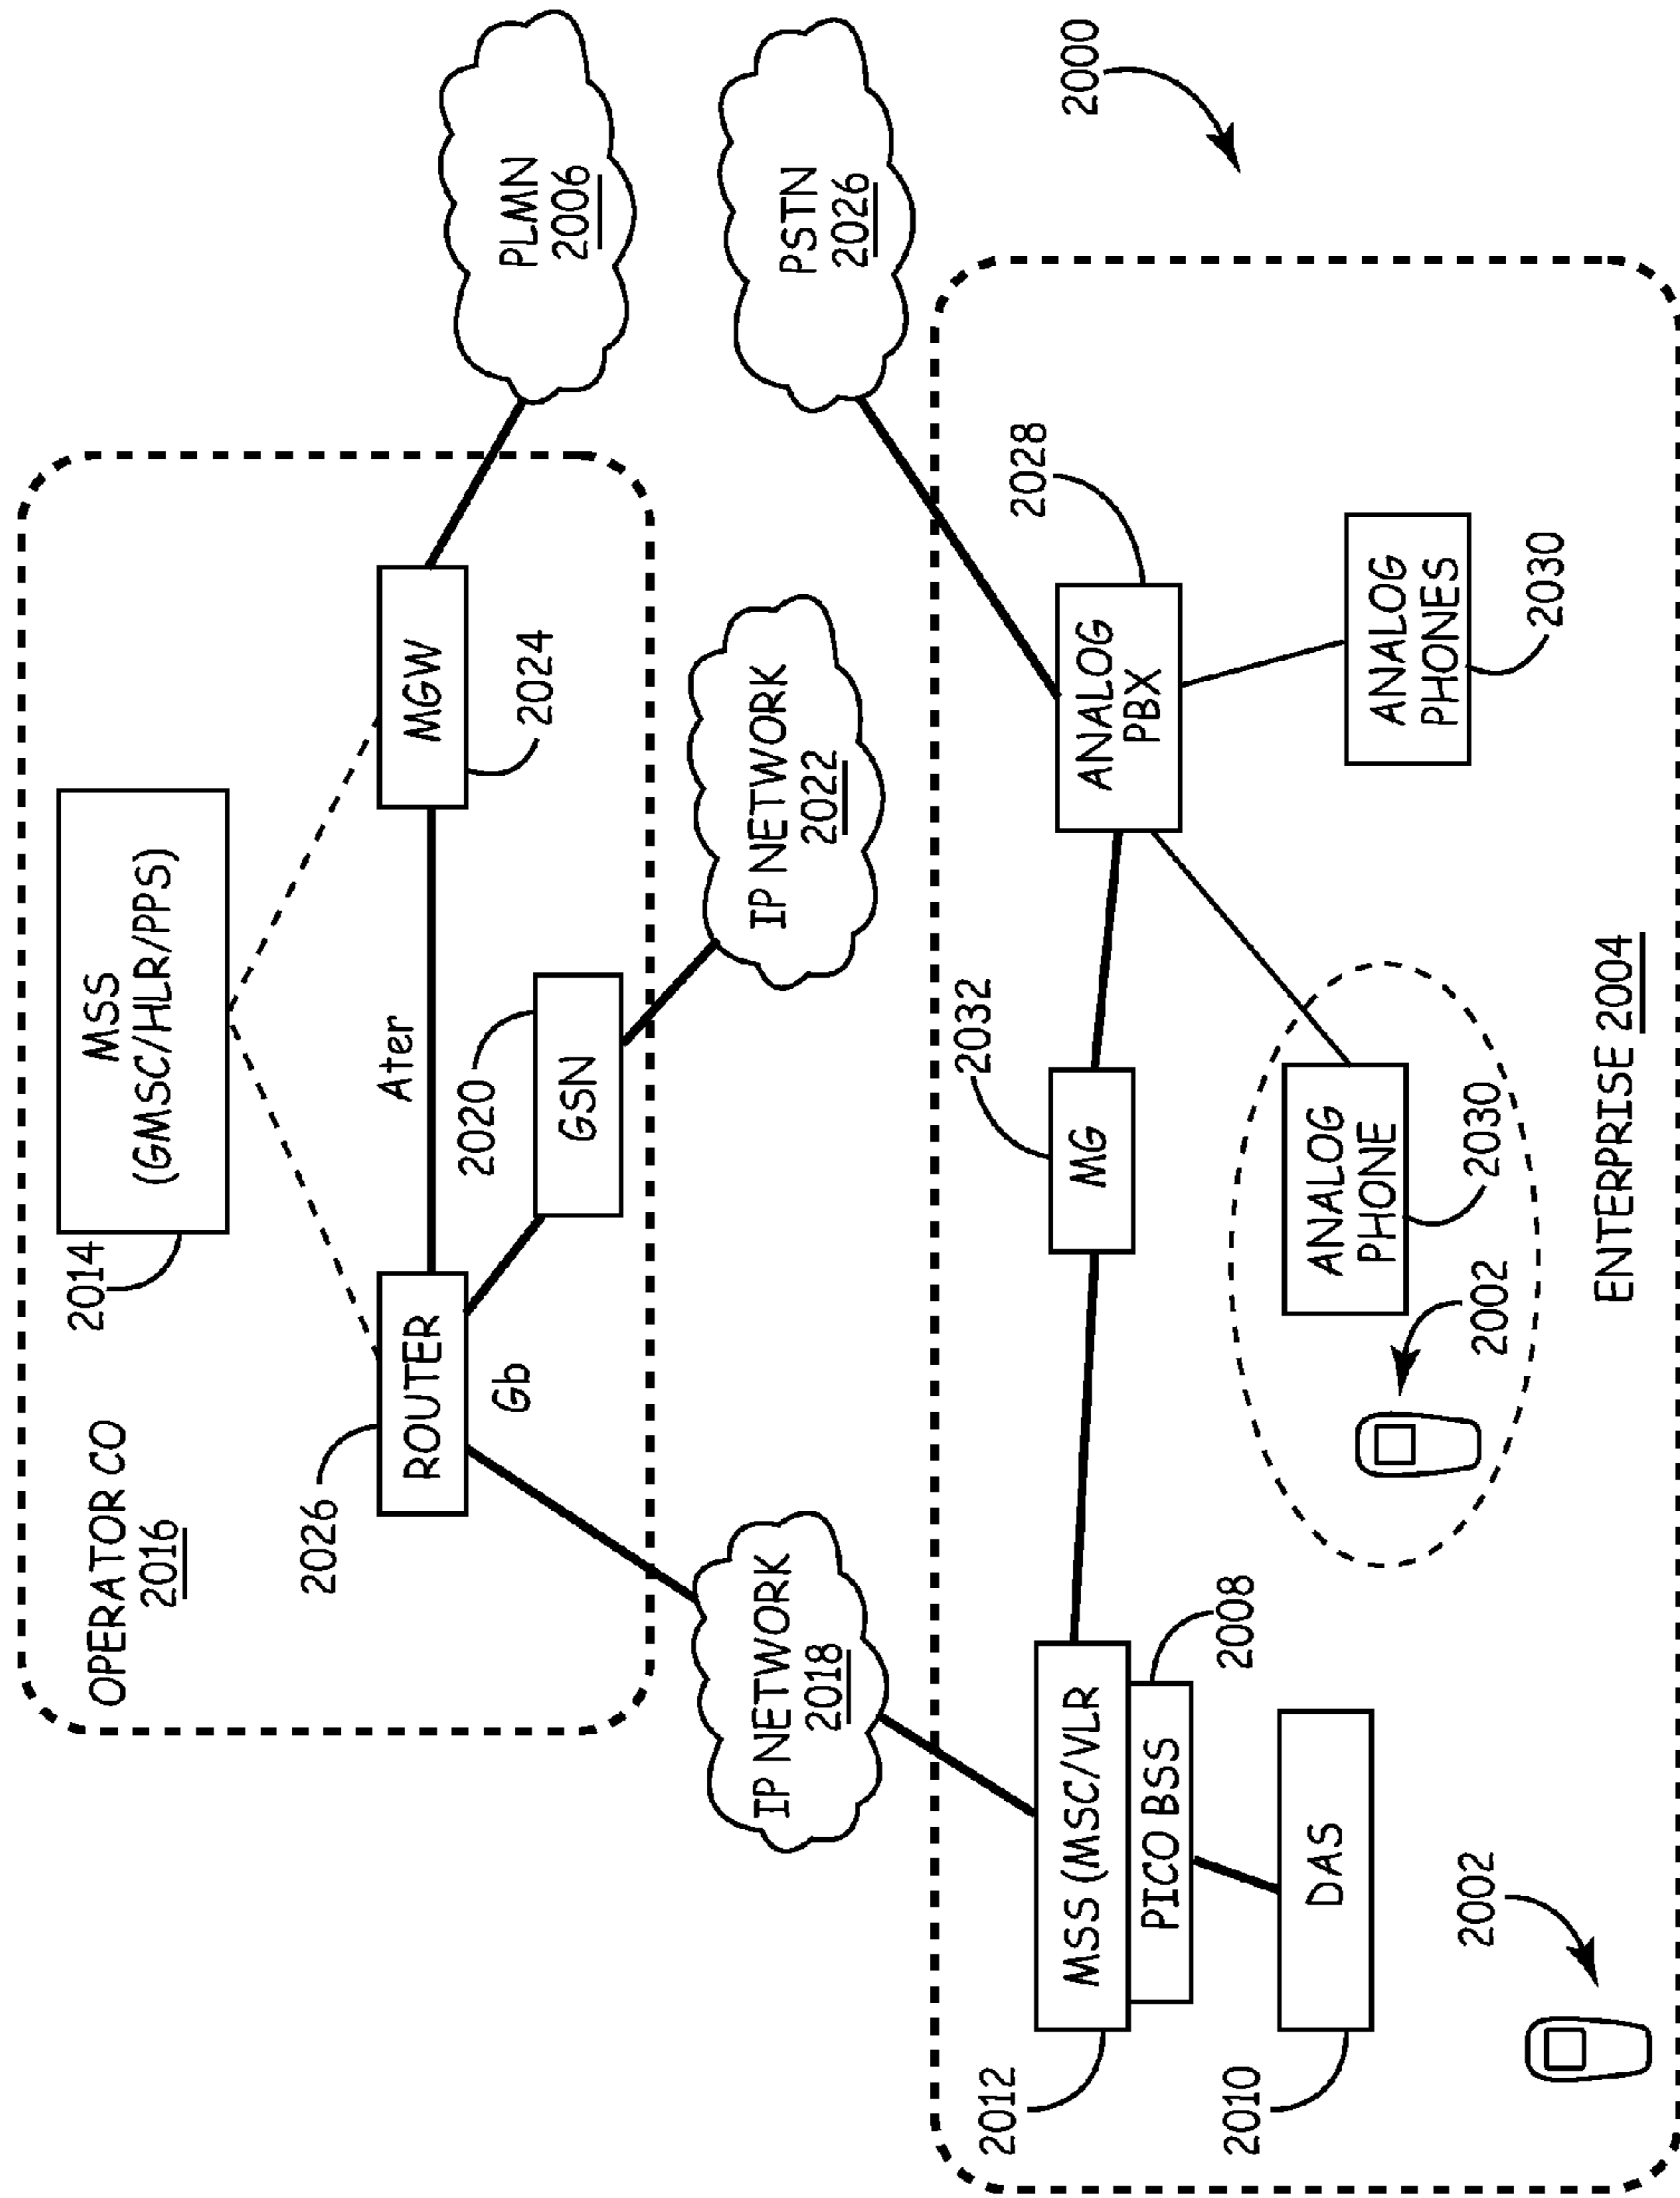 OPERATOR CO
2016
2014
MSS
(GMSC/HLR/PPS)
2026
ROUTER
Ater
MGW
2024
Gb
2020
GSN
PLMN
2006
IP NETWORK
2018
IP NETWORK
2022
PSTN
2026
2000
2012
MSS (MSC/VLR
PICO BSS
2008
2032
MG
2028
ANALOG
PBX
2010
DAS
ANALOG
PHONE
2030
2002
ANALOG
PHONES
2030
2002
ENTERPRISE 2004